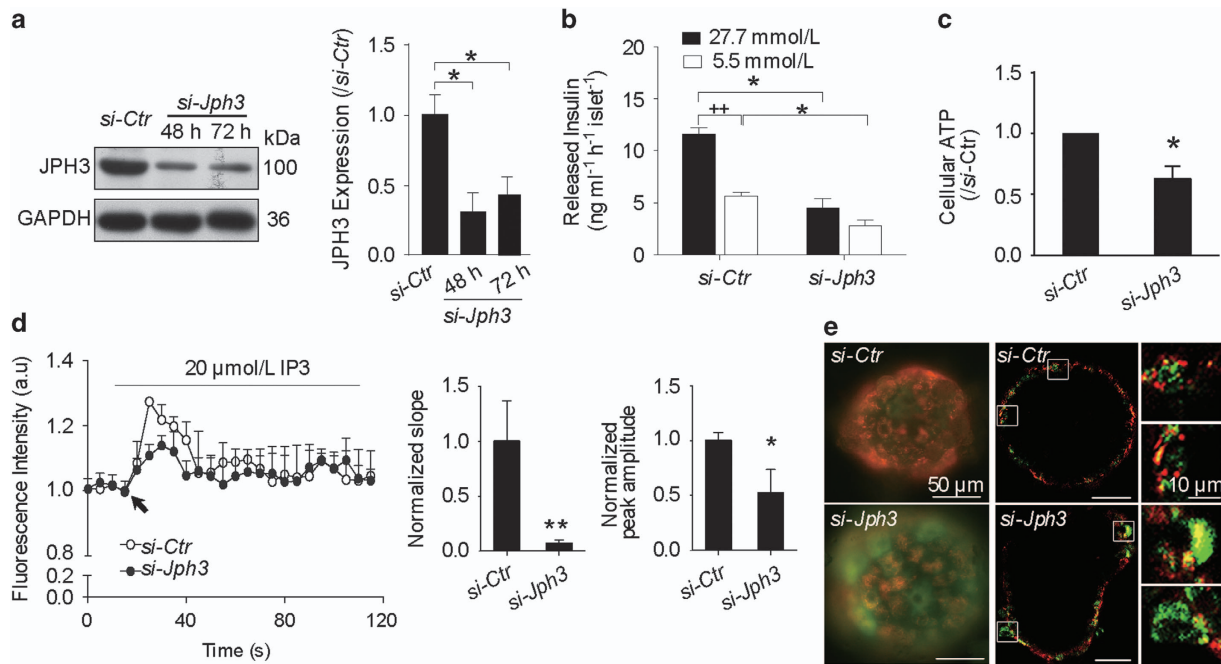 a
si-Ctr
si-Jph3
48 h 72 h
kDa
JPH3
100
GAPDH
36
JPH3 Expression (/si-Ctr)
1.5
1.0
0.5
0.0
*
*
si-Ctr
48 h
72 h
si-Jph3
b
Released Insulin
(ng ml⁻¹ h⁻¹ islet⁻¹)
20
15
10
5
0
27.7 mmol/L
5.5 mmol/L
*
++
*
si-Ctr
si-Jph3
c
Cellular ATP
(/si-Ctr)
1.5
1.0
0.5
0.0
*
si-Ctr
si-Jph3
d
Fluorescence Intensity (a.u)
1.4
1.2
1.0
0.8
0.2
0.0
20 µmol/L IP3
si-Ctr
si-Jph3
0 40 80 120
Time (s)
Normalized slope
1.5
1.0
0.5
0.0
**
si-Ctr
si-Jph3
Normalized
peak amplitude
1.5
1.0
0.5
0.0
*
si-Ctr
si-Jph3
e
si-Ctr
50 µm
si-Ctr
10 µm
si-Jph3
si-Jph3